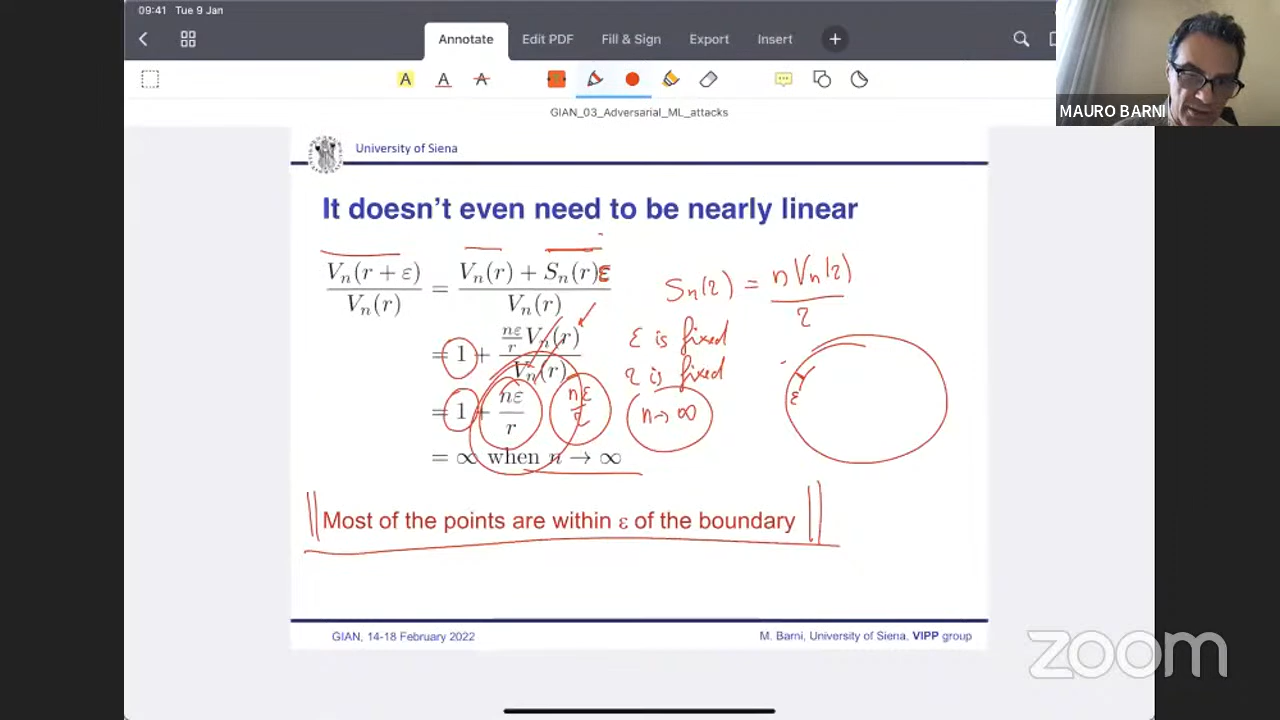 09:41 Tue 9 Jan
Annotate Edit PDF Fill & Sign Export Insert +
A A A
GIAN_03_Adversarial_ML_attacks
MAURO BARNI
University of Siena
It doesn't even need to be nearly linear
Vn(r + ε) / Vn(r) = (Vn(r) + Sn(r)ε) / Vn(r)
Sn(r) = n Vn(r) / r
= 1 + (nε/r) Vn(r) / Vn(r)
ε is fixed
r is fixed
= 1 + nε/r
nε/r
n → ∞
ε
= ∞ when n → ∞
Most of the points are within ε of the boundary
GIAN, 14-18 February 2022
M. Barni, University of Siena, VIPP group
zoom